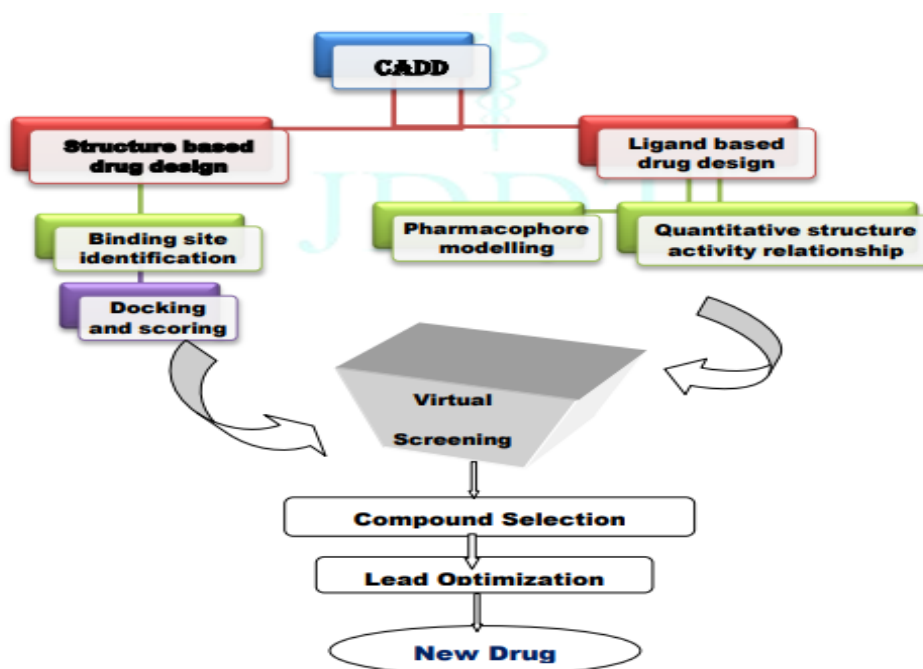 CADD
Structure based
drug design
Ligand based
drug design
Binding site
identification
Pharmacophore
modelling
Quantitative structure
activity relationship
Docking
and scoring
Virtual
Screening
Compound Selection
Lead Optimization
New Drug